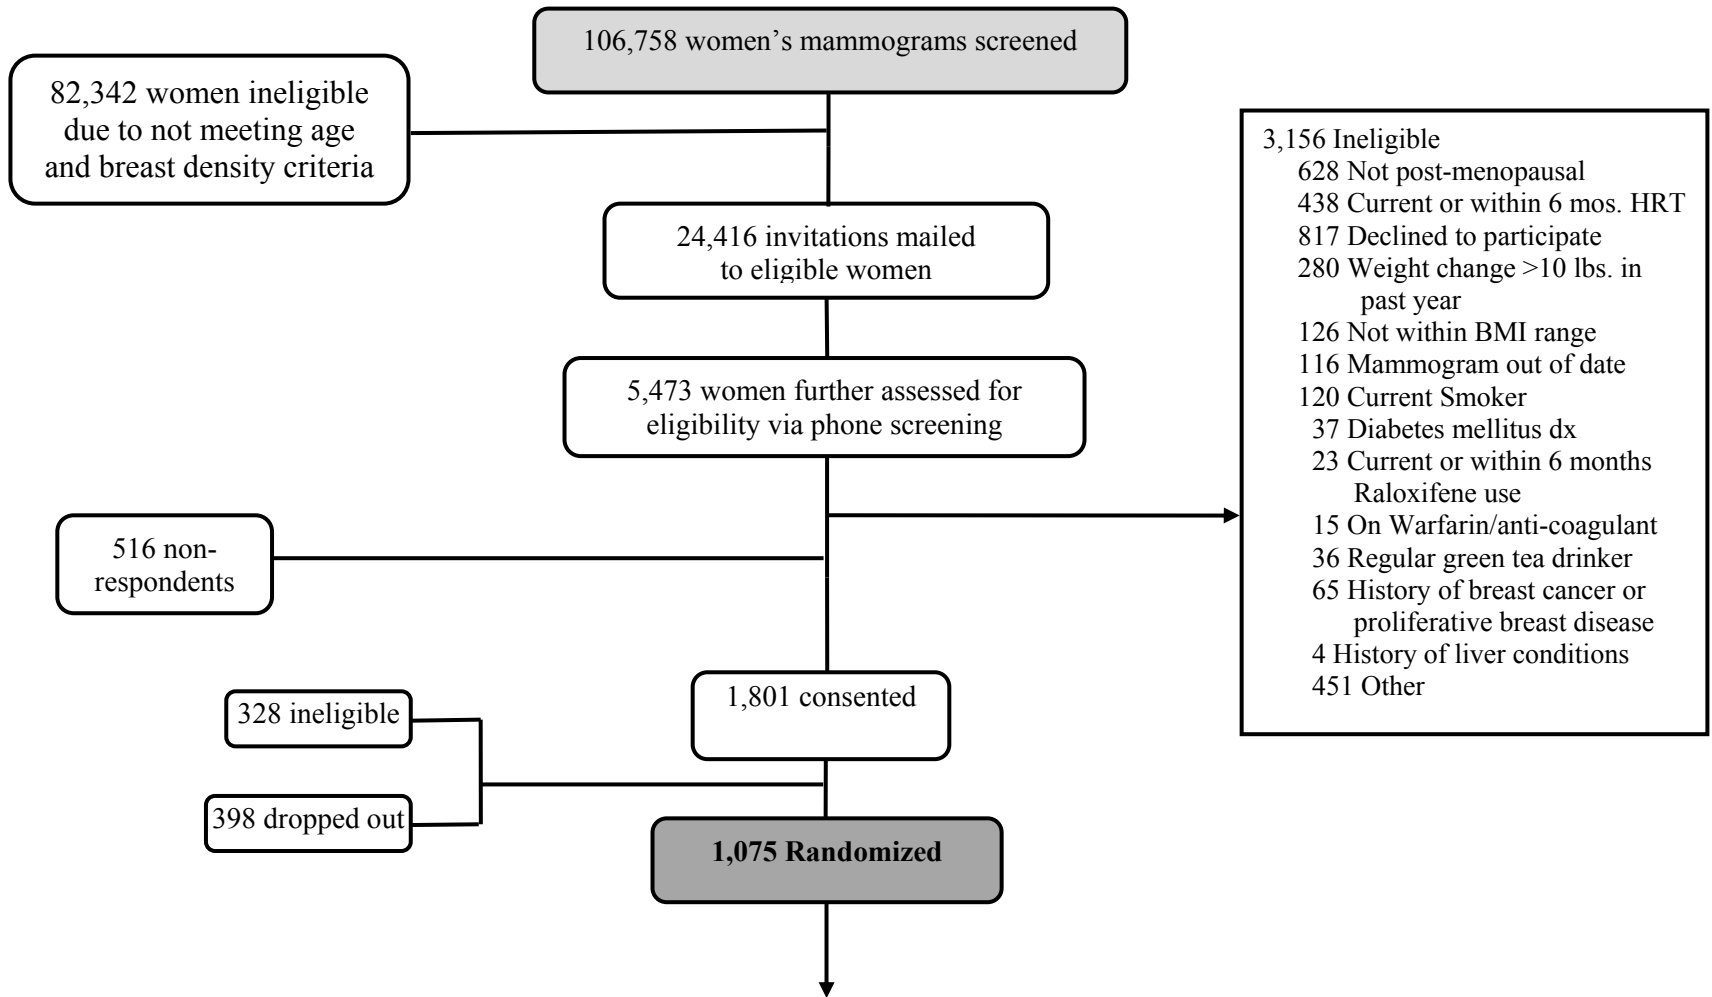 106,758 women’s mammograms screened
82,342 women ineligible
due to not meeting age
and breast density criteria
24,416 invitations mailed
to eligible women
5,473 women further assessed for
eligibility via phone screening
3,156 Ineligible
628 Not post-menopausal
438 Current or within 6 mos. HRT
817 Declined to participate
280 Weight change >10 lbs. in
past year
126 Not within BMI range
116 Mammogram out of date
120 Current Smoker
37 Diabetes mellitus dx
23 Current or within 6 months
Raloxifene use
15 On Warfarin/anti-coagulant
36 Regular green tea drinker
65 History of breast cancer or
proliferative breast disease
4 History of liver conditions
451 Other
516 non-
respondents
1,801 consented
328 ineligible
398 dropped out
1,075 Randomized